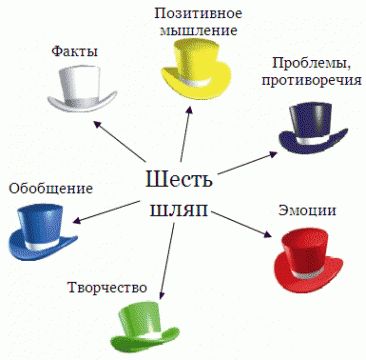 Позитивное
мышление
Факты
Проблемы,
противоречия
Шесть
шляп
Обобщение
Эмоции
Творчество